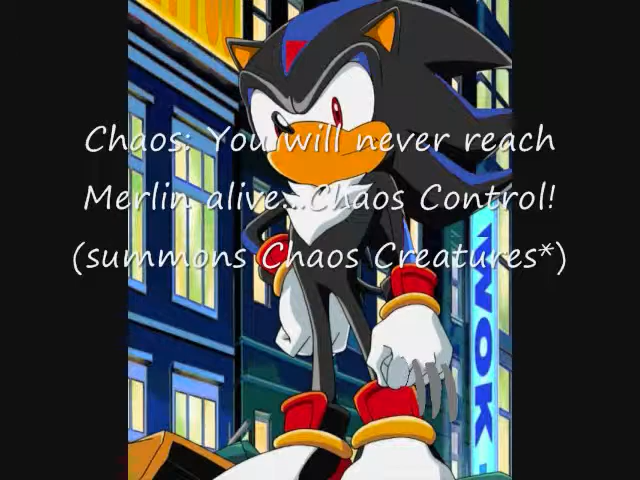 Chaos: You will never reach
Merlin alive...Chaos Control!
(summons Chaos Creatures*)